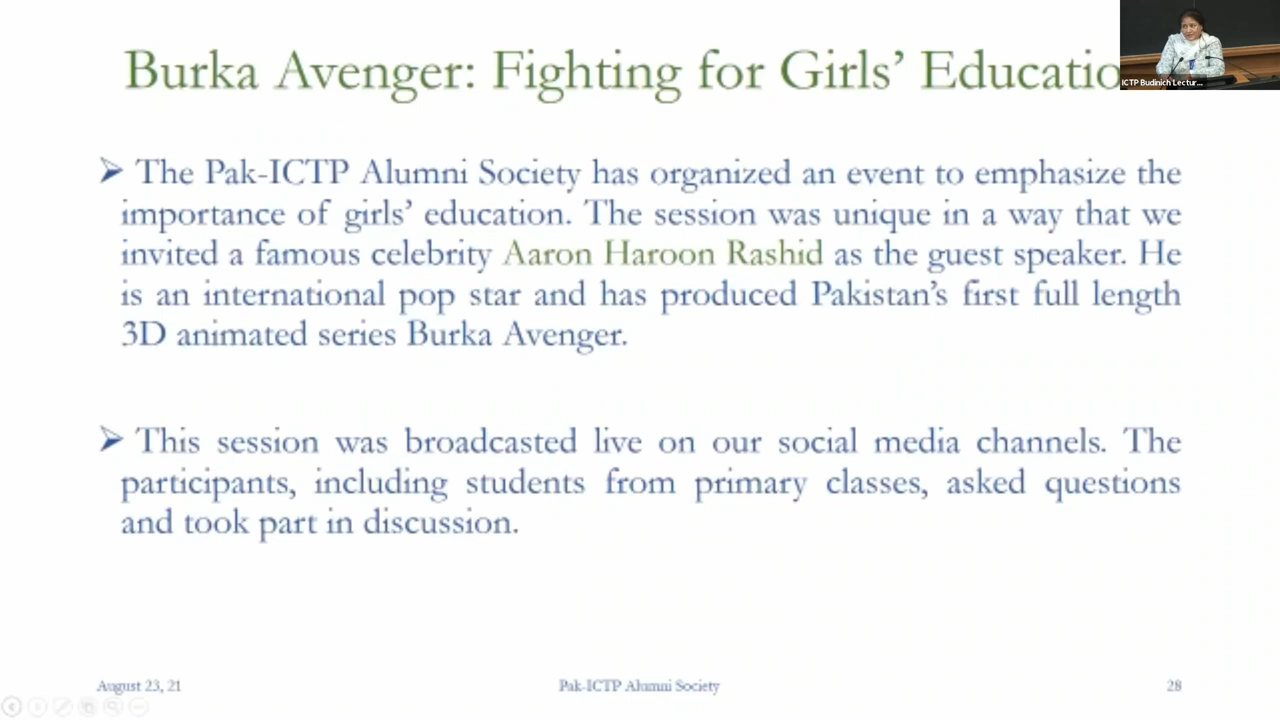 Burka Avenger: Fighting for Girls’ Educatio
ICTP Budinich Lectur...
➢ The Pak-ICTP Alumni Society has organized an event to emphasize the
importance of girls’ education. The session was unique in a way that we
invited a famous celebrity Aaron Haroon Rashid as the guest speaker. He
is an international pop star and has produced Pakistan’s first full length
3D animated series Burka Avenger.
➢ This session was broadcasted live on our social media channels. The
participants, including students from primary classes, asked questions
and took part in discussion.
August 23, 21
Pak-ICTP Alumni Society
28